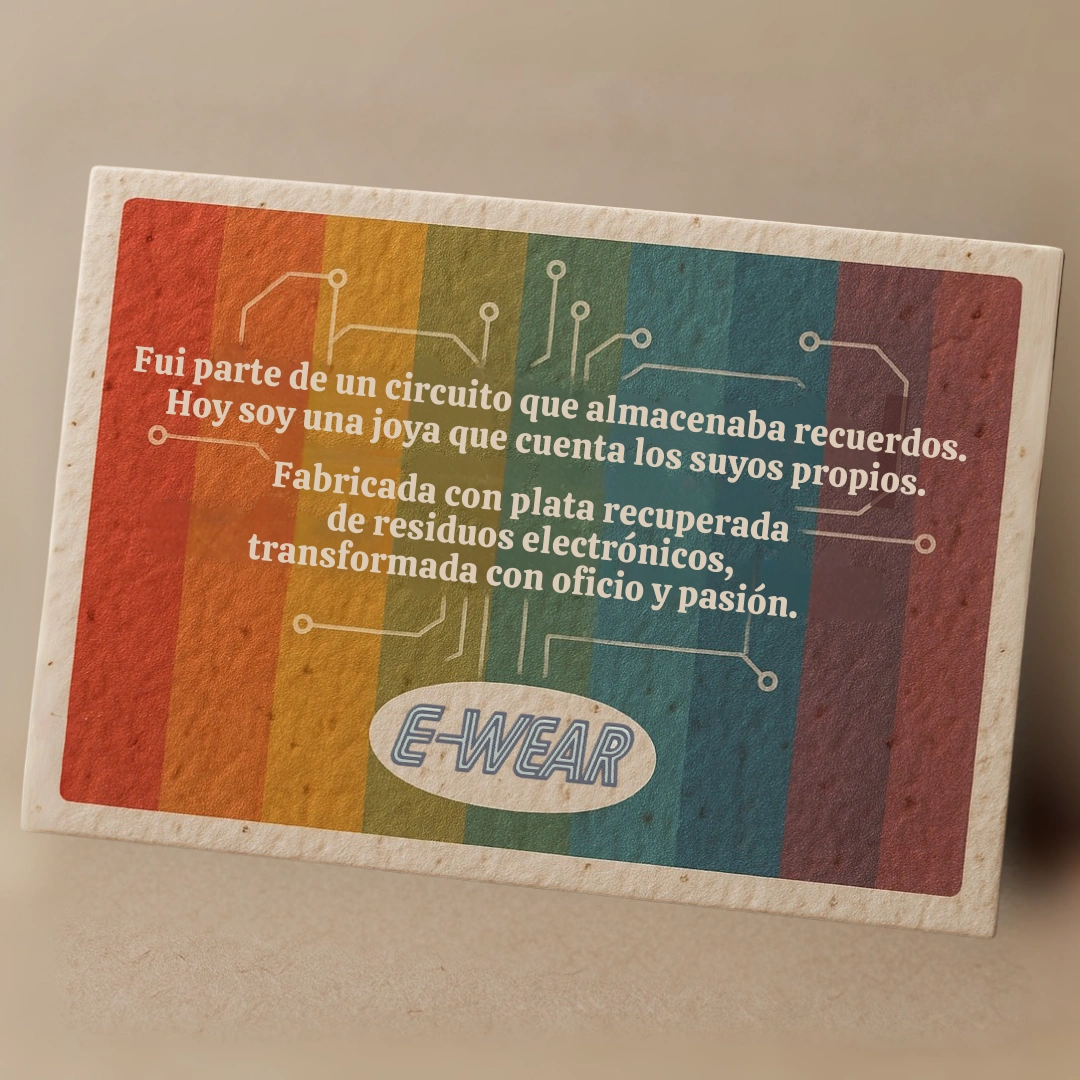 Fui parte de un circuito que almacenaba recuerdos.
Hoy soy una joya que cuenta los suyos propios.
Fabricada con plata recuperada
de residuos electrónicos,
transformada con oficio y pasión.
E-WEAR